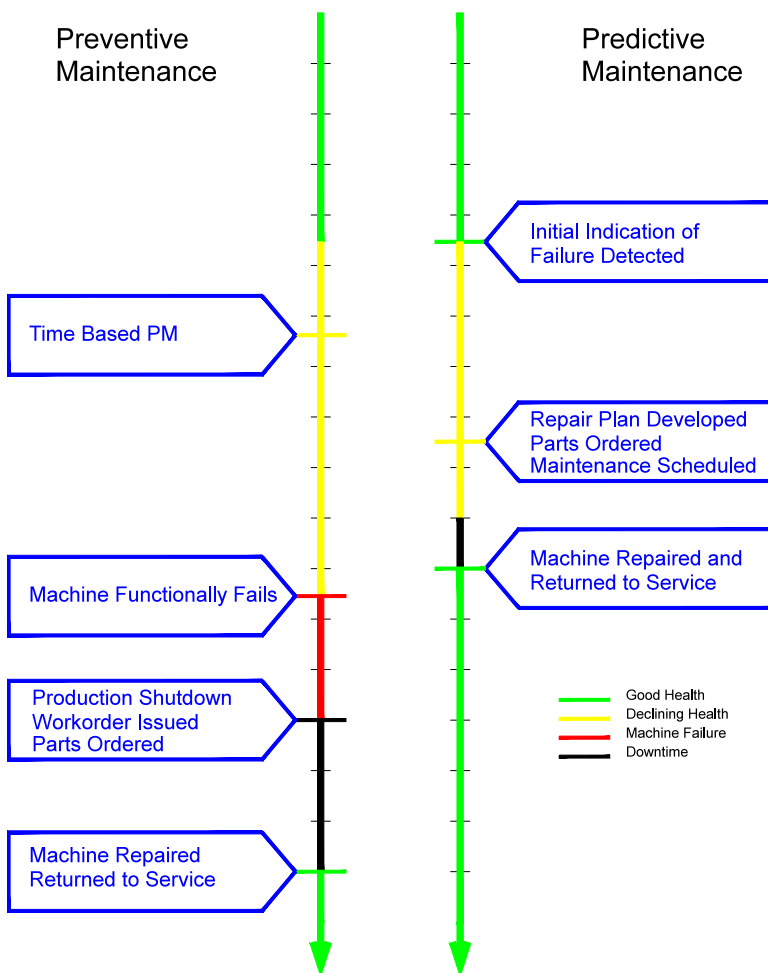 Preventive
Maintenance
Predictive
Maintenance
Initial Indication of
Failure Detected
Time Based PM
Repair Plan Developed
Parts Ordered
Maintenance Scheduled
Machine Functionally Fails
Machine Repaired and
Returned to Service
Production Shutdown
Workorder Issued
Parts Ordered
Good Health
Declining Health
Machine Failure
Downtime
Machine Repaired
Returned to Service